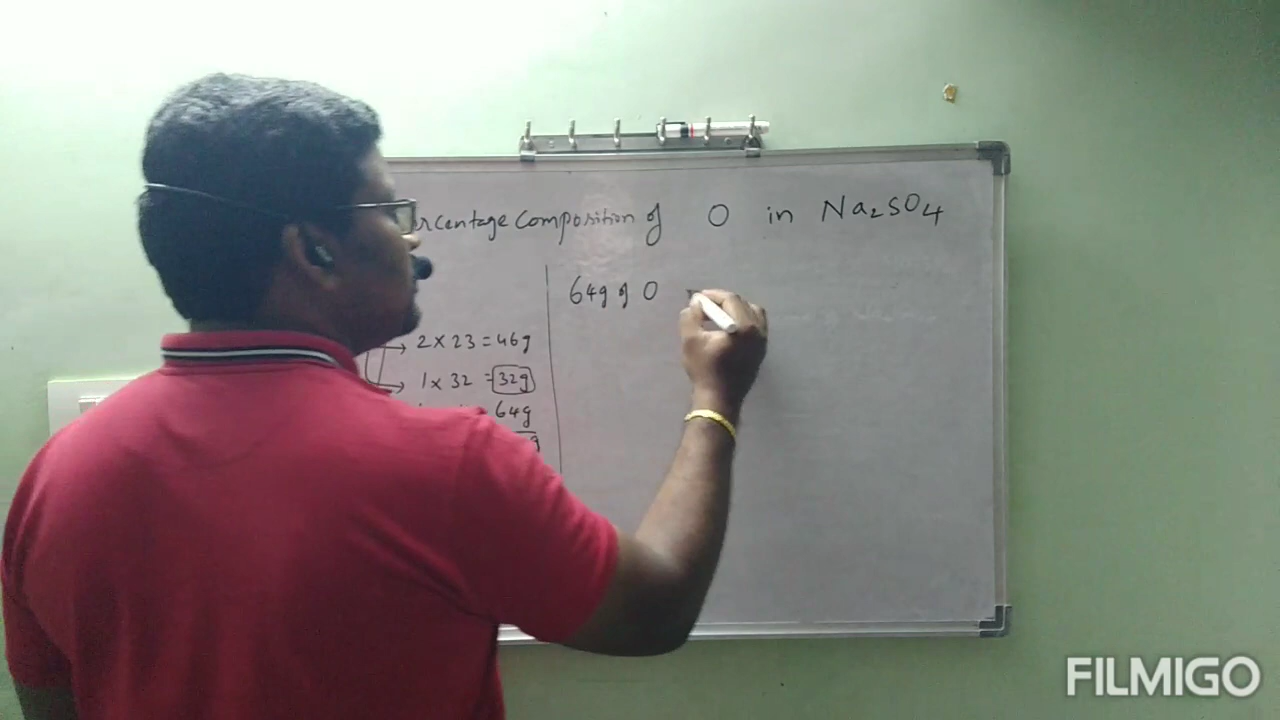 rcentage Composition of O in Na₂SO₄
64g of O
2 x 23 = 46g
1 x 32 = 32g
64g
g
FILMIGO